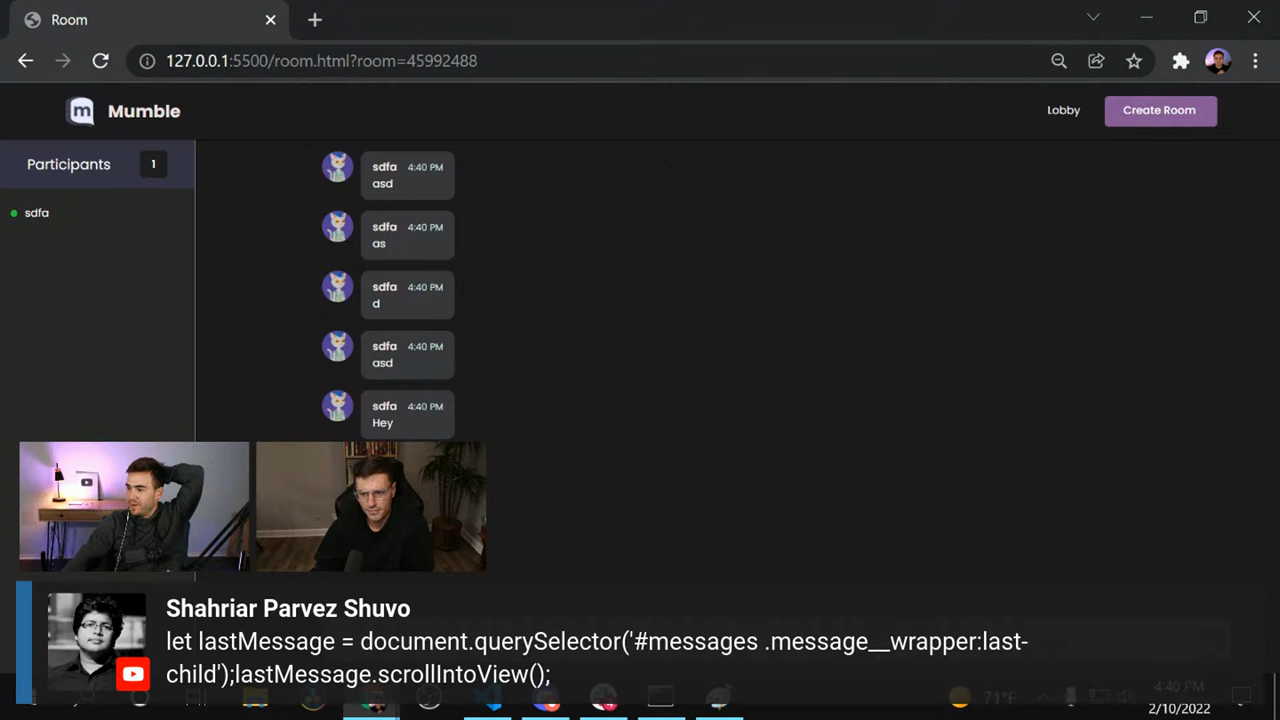 Room
127.0.0.1:5500/room.html?room=45992488
m Mumble
Lobby
Create Room
Participants 1
sdfa
sdfa 4:40 PM
asd
sdfa 4:40 PM
as
sdfa 4:40 PM
d
sdfa 4:40 PM
asd
sdfa 4:40 PM
Hey
Shahriar Parvez Shuvo
let lastMessage = document.querySelector('#messages .message__wrapper:last-
child');lastMessage.scrollIntoView();
71°F
4:40 PM
2/10/2022